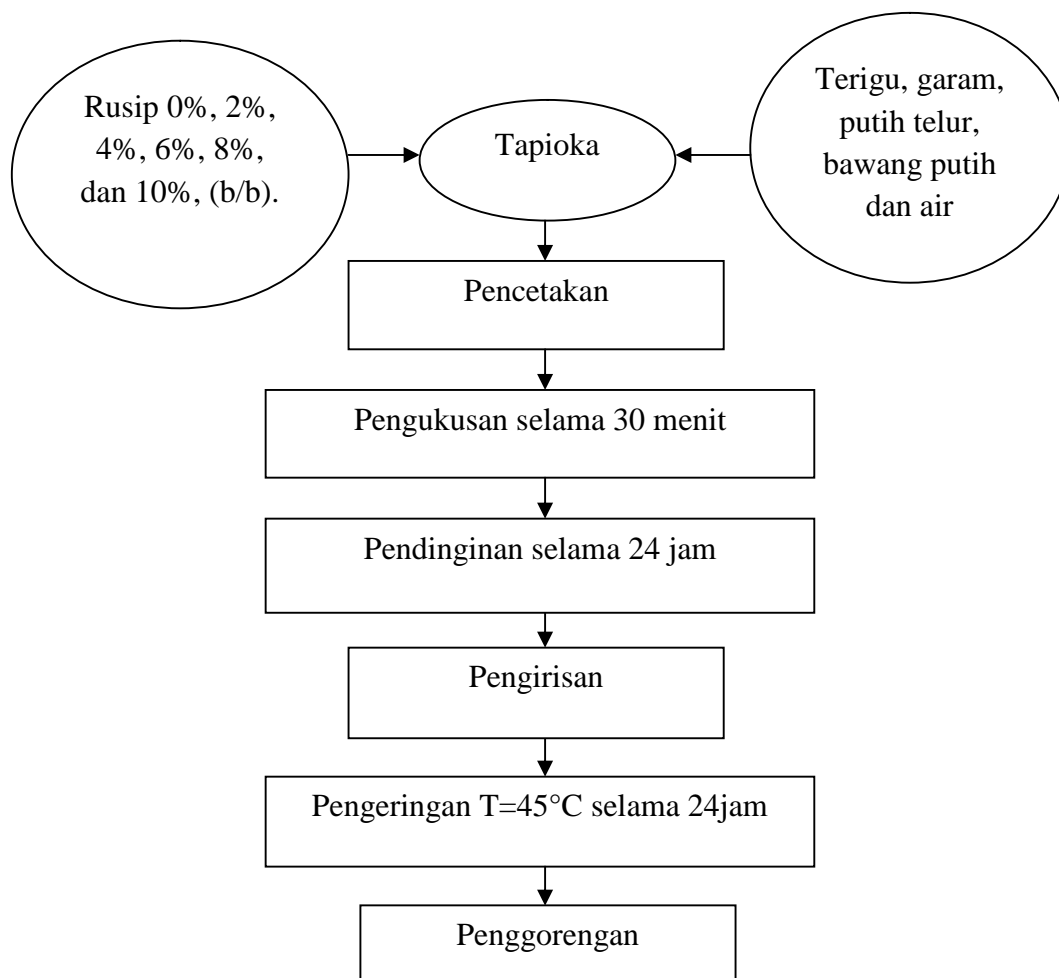 Rusip 0%, 2%,
4%, 6%, 8%,
dan 10%, (b/b).
Tapioka
Terigu, garam,
putih telur,
bawang putih
dan air
Pencetakan
Pengukusan selama 30 menit
Pendinginan selama 24 jam
Pengirisan
Pengeringan T=45°C selama 24jam
Penggorengan